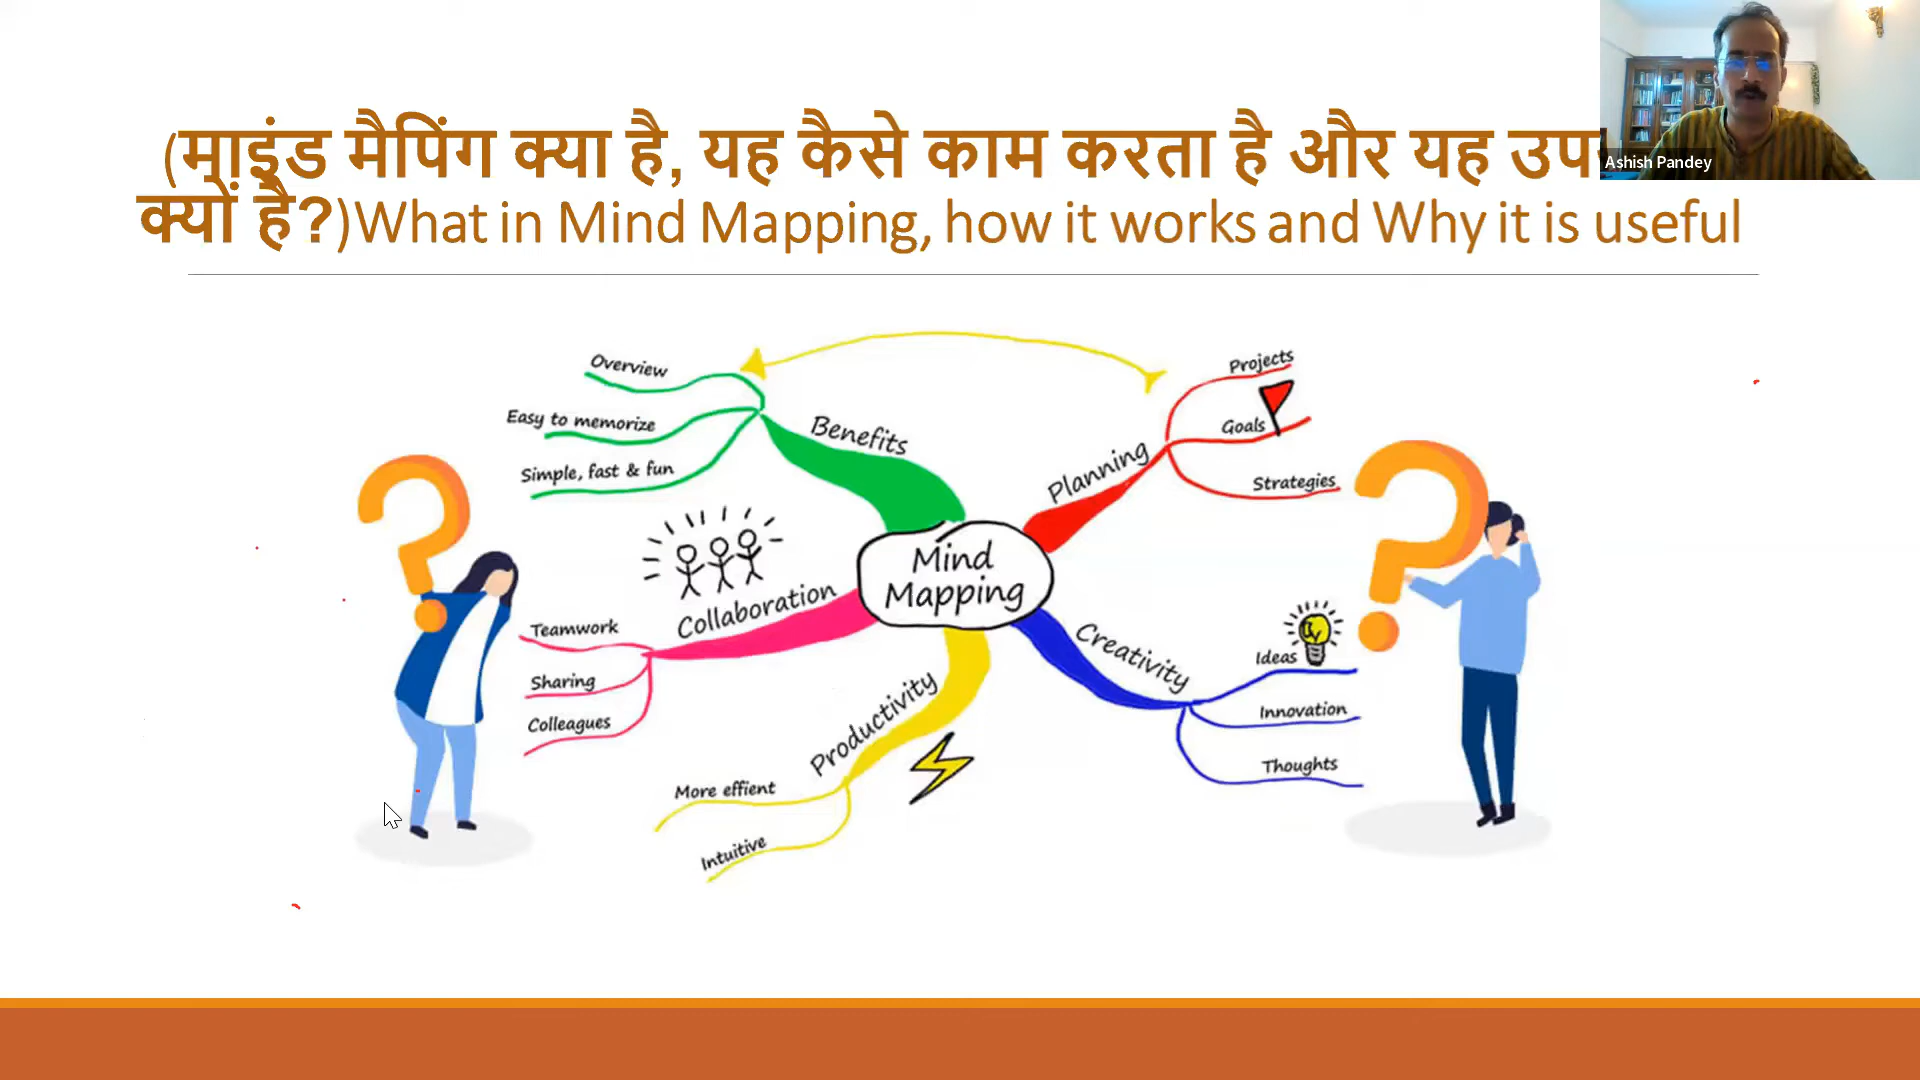 (माइंड मैपिंग क्या है, यह कैसे काम करता है और यह
क्यों है?)What in Mind Mapping, how it works and Why it is useful
Ashish Pandey
Overview
Easy to memorize
Simple, fast & fun
Benefits
Projects
Goals
Strategies
Planning
Mind
Mapping
Collaboration
Teamwork
Sharing
Colleagues
Productivity
More effient
Intuitive
Creativity
Ideas
Innovation
Thoughts